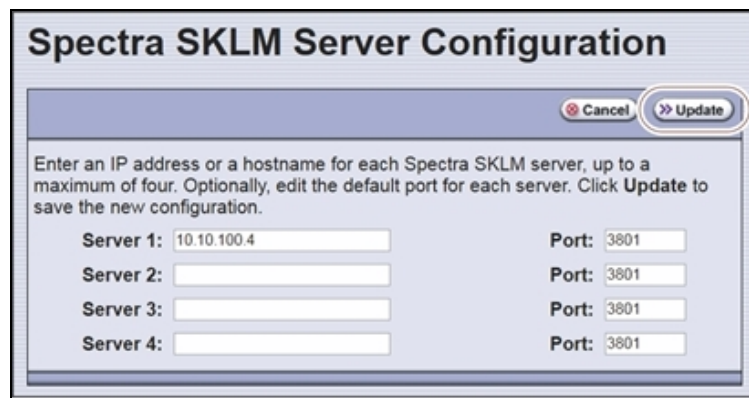 Spectra SKLM Server Configuration
Cancel Update
Enter an IP address or a hostname for each Spectra SKLM server, up to a
maximum of four. Optionally, edit the default port for each server. Click Update to
save the new configuration.
Server 1: 10.10.100.4 Port: 3801
Server 2: Port: 3801
Server 3: Port: 3801
Server 4: Port: 3801